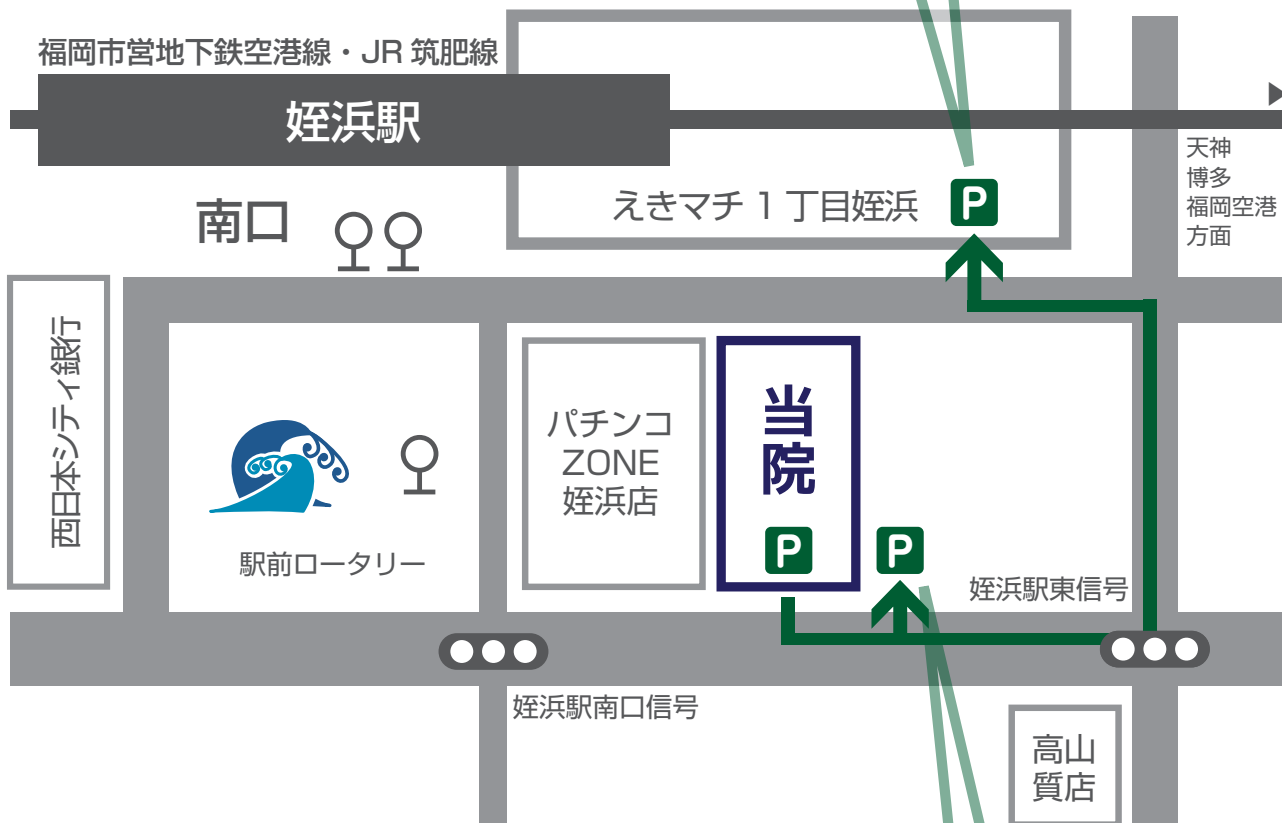 福岡市営地下鉄空港線・JR 筑肥線
姪浜駅
天神
博多
福岡空港
方面
えきマチ 1 丁目姪浜
P
南口
西日本シティ銀行
パチンコ
ZONE
姪浜店
当院
P
P
駅前ロータリー
姪浜駅東信号
姪浜駅南口信号
高山
質店